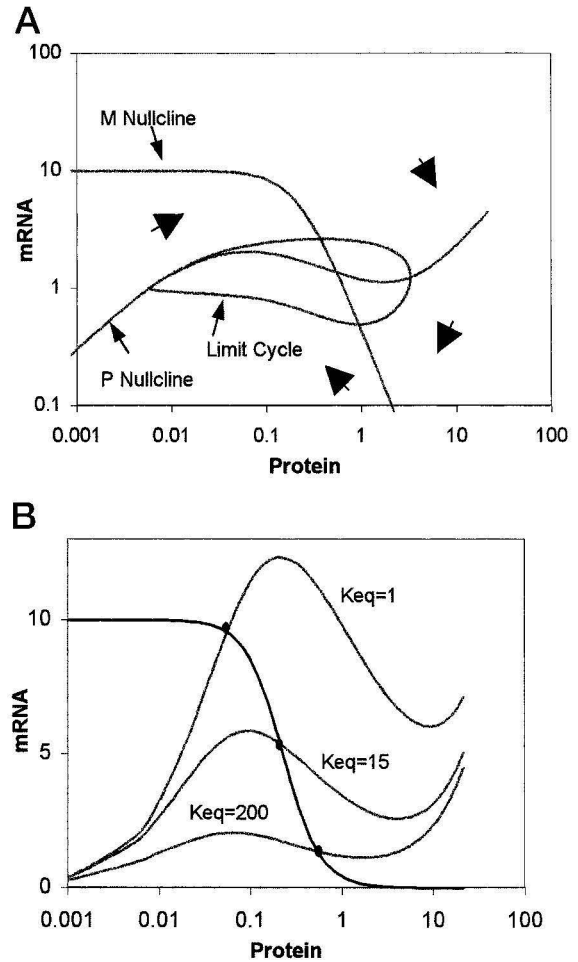 A
100
M Nullcline
10
mRNA
1
Limit Cycle
P Nullcline
0.1
0.001 0.01 0.1 1 10 100
Protein
B
Keq=1
10
mRNA
5
Keq=15
Keq=200
0
0.001 0.01 0.1 1 10 100
Protein